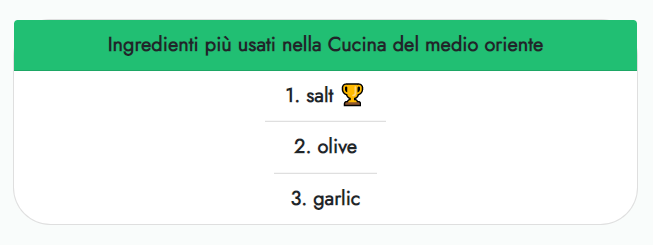 Ingredienti più usati nella Cucina del medio oriente
1. salt 🏆
2. olive
3. garlic